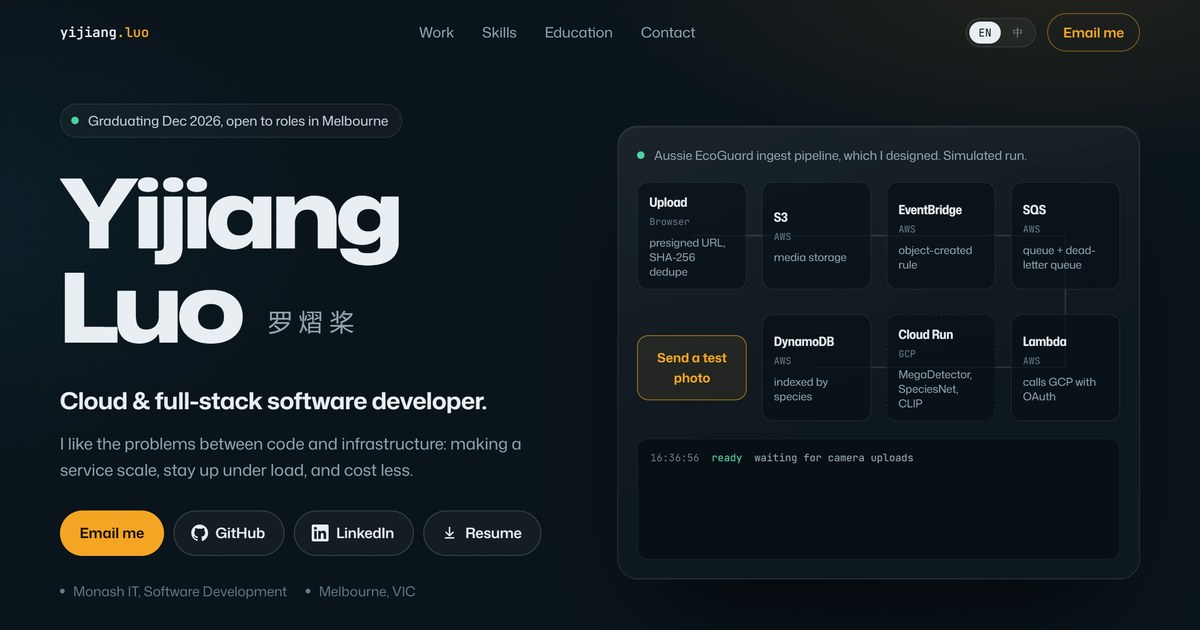 yijiang.luo
Work
Skills
Education
Contact
EN
中
Email me
Graduating Dec 2026, open to roles in Melbourne
Yijiang
Luo 罗熠桨
Cloud & full-stack software developer.
I like the problems between code and infrastructure: making a
service scale, stay up under load, and cost less.
Email me
GitHub
LinkedIn
Resume
Monash IT, Software Development
Melbourne, VIC
Aussie EcoGuard ingest pipeline, which I designed. Simulated run.
Upload
Browser
presigned URL,
SHA-256
dedupe
S3
AWS
media storage
EventBridge
AWS
object-created
rule
SQS
AWS
queue + dead-
letter queue
Send a test
photo
DynamoDB
AWS
indexed by
species
Cloud Run
GCP
MegaDetector,
SpeciesNet,
CLIP
Lambda
AWS
calls GCP with
OAuth
16:36:56 ready waiting for camera uploads